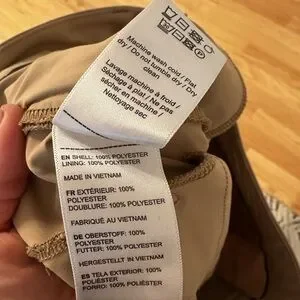 Machine wash cold / Flat
dry / Do not tumble dry / Dry
clean
Lavage machine à froid /
Séchage à plat / Ne pas
sécher en machine /
Nettoyage sec
EN SHELL: 100% POLYESTER
LINING: 100% POLYESTER
MADE IN VIETNAM
FR EXTÉRIEUR: 100%
POLYESTER
DOUBLURE: 100% POLYESTER
FABRIQUÉ AU VIETNAM
DE OBERSTOFF: 100%
POLYESTER
FUTTER: 100% POLYESTER
HERGESTELLT IN VIETNAM
ES TELA EXTERIOR: 100%
POLIÉSTER
FORRO: 100% POLIÉSTER